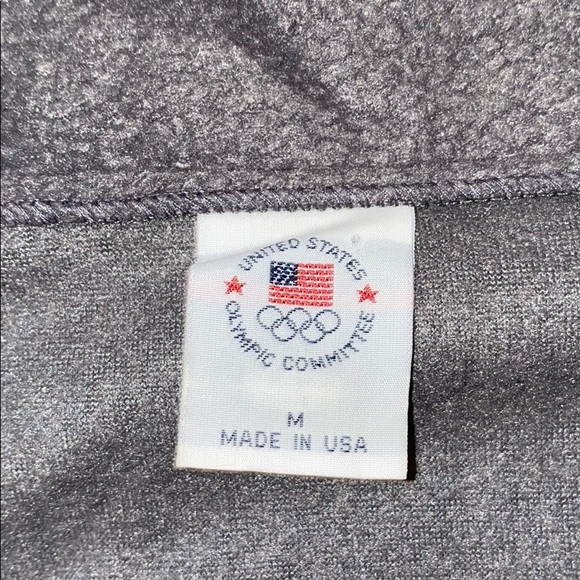 UNITED STATES
OLYMPIC COMMITTEE
M
MADE IN USA